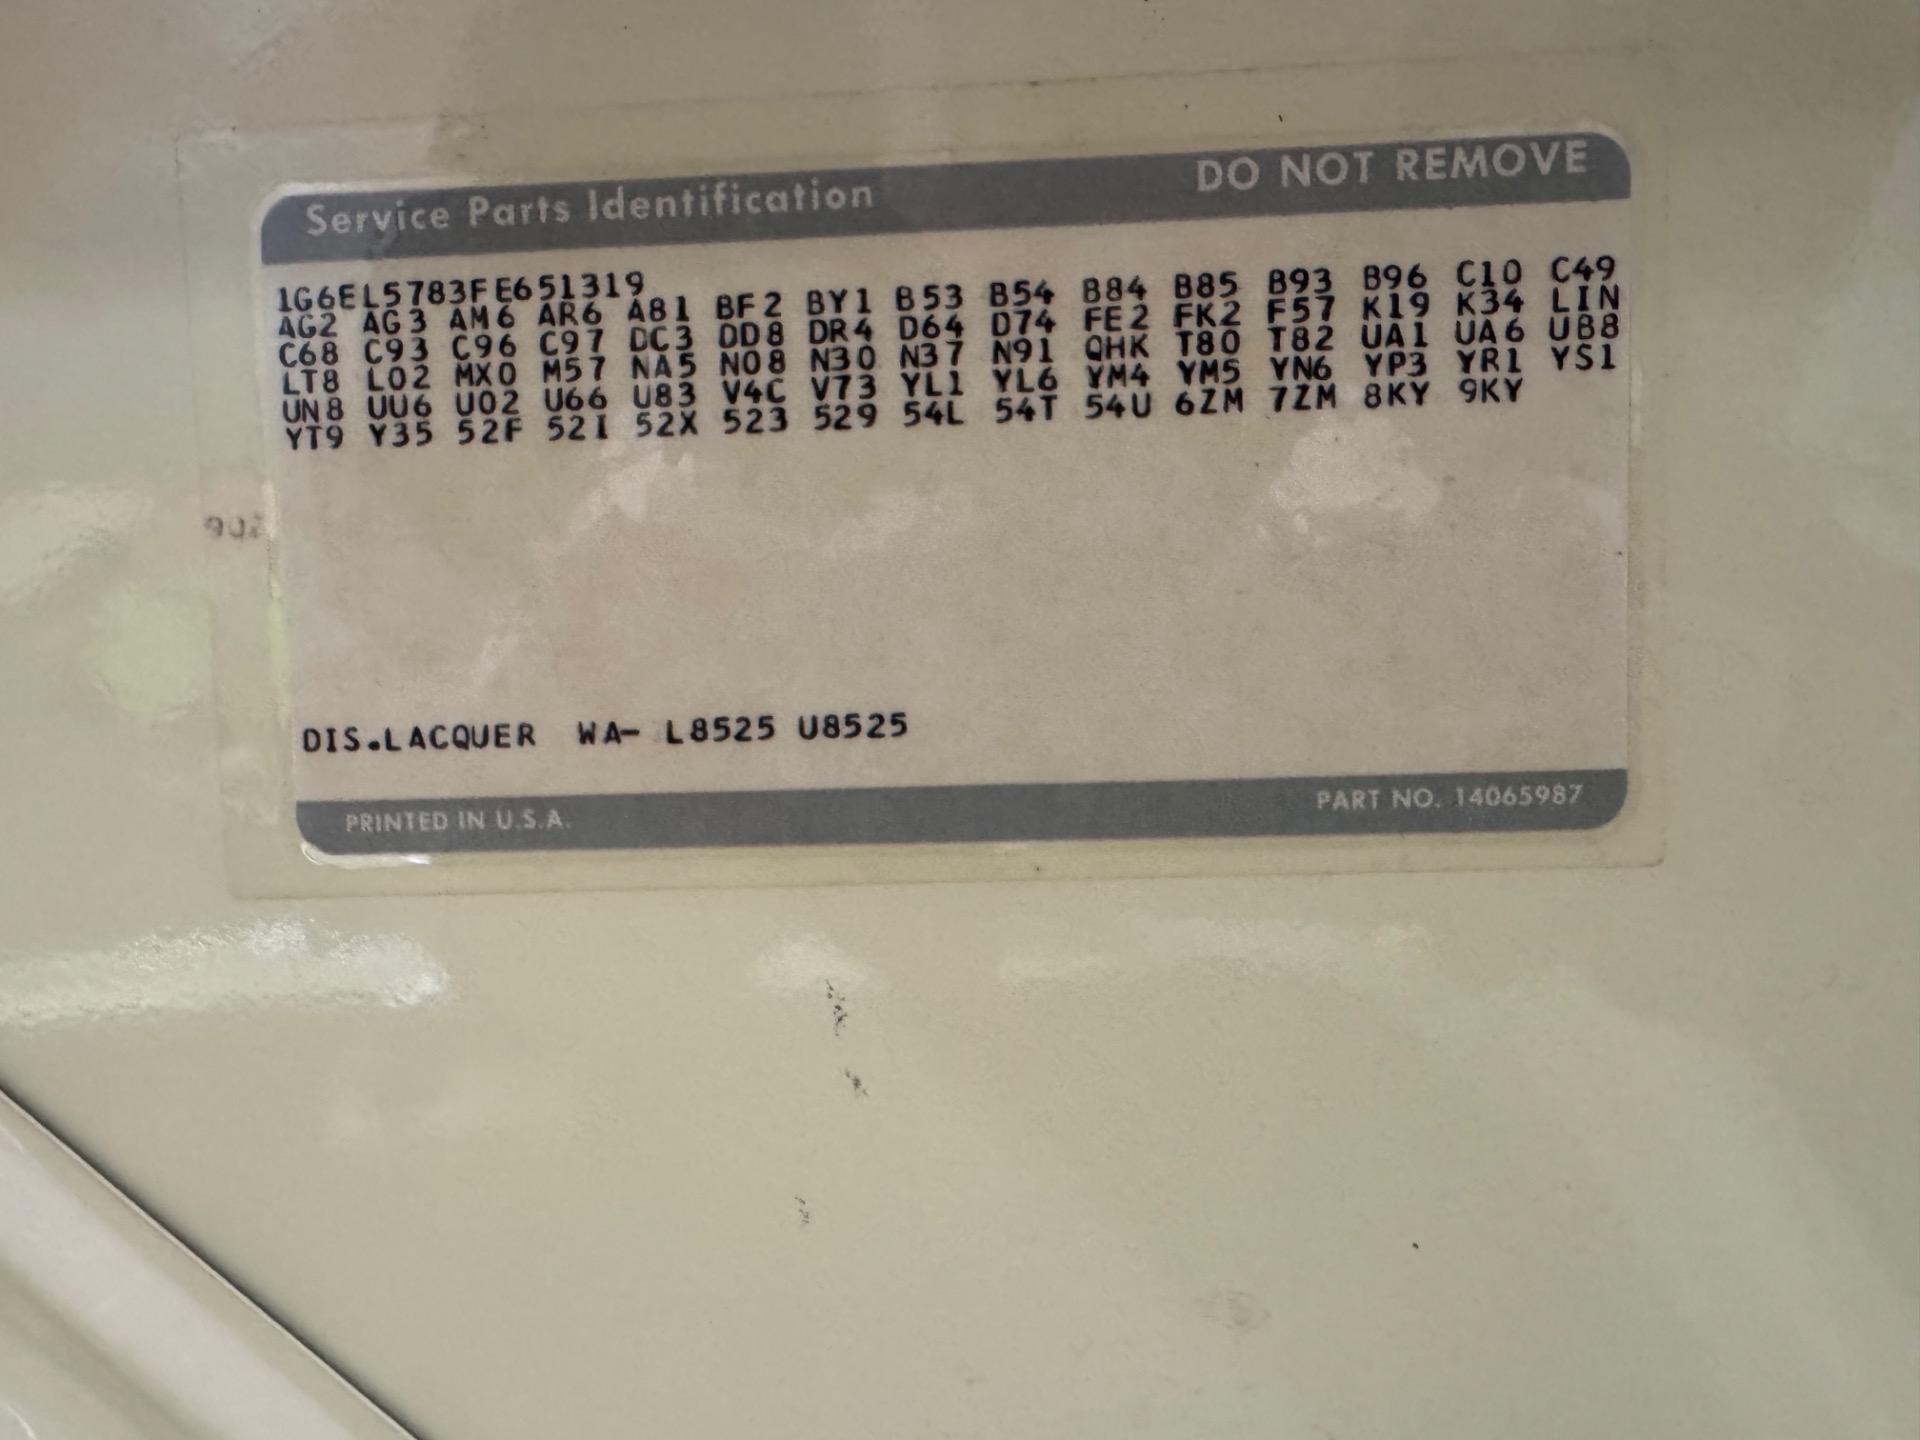 Service Parts Identification DO NOT REMOVE
1G6EL5783FE651319
AG2 AG3 AM6 AR6 A81 BF2 BY1 B53 B54 B84 B85 B93 B96 C10 C49
C68 C93 C96 C97 DC3 DD8 DR4 D64 D74 FE2 FK2 F57 K19 K34 LIN
LT8 L02 MX0 M57 NA5 N08 N30 N37 N91 QHK T80 T82 UA1 UA6 UB8
UN8 UU6 U02 U66 U83 V4C V73 YL1 YL6 YM4 YM5 YN6 YP3 YR1 YS1
YT9 Y35 52F 52I 52X 523 529 54L 54T 54U 6ZM 7ZM 8KY 9KY
DIS.LACQUER WA- L8525 U8525
PRINTED IN U.S.A. PART NO. 14065987